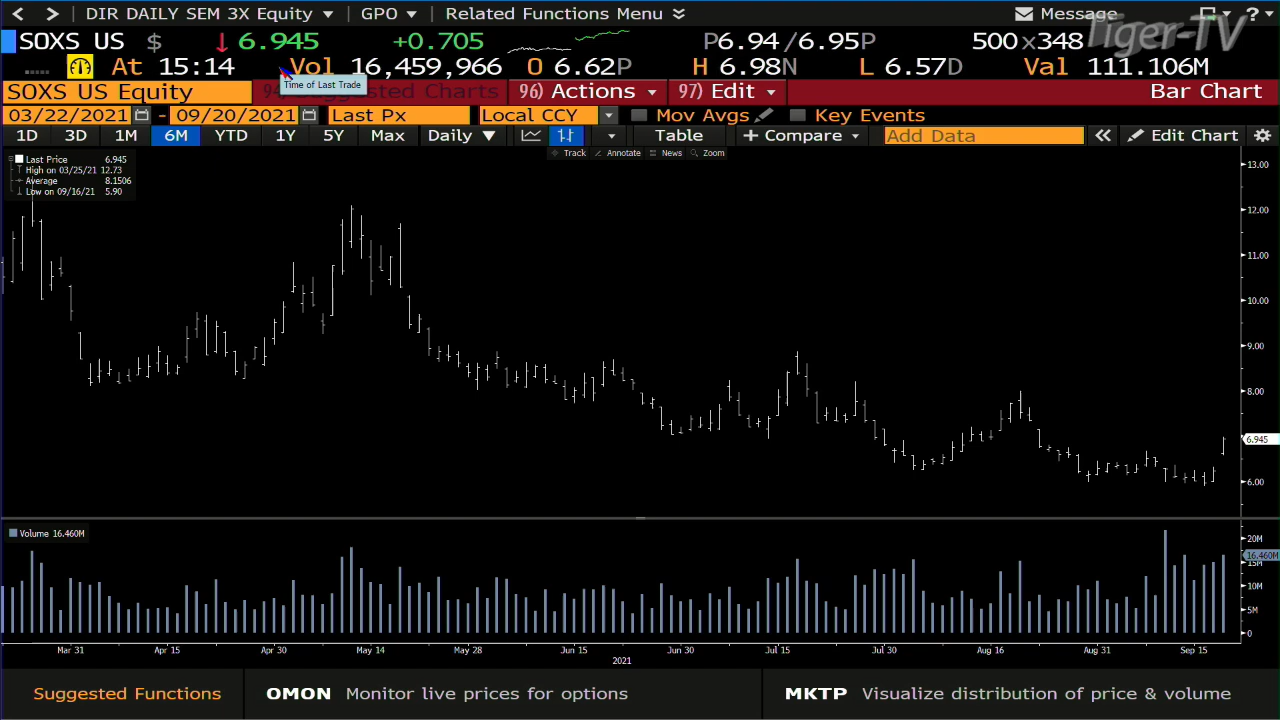 < > DIR DAILY SEM 3X Equity ▼ GPO ▼ Related Functions Menu Message ?
Tiger-TV
SOXS US $ ↓6.945 +0.705 P6.94 /6.95P 500 x348
At 15:14 Vol 16,459,966 O 6.62P H 6.98N L 6.57D Val 111.106M
Time of Last Trade
SOXS US Equity 94) Suggested Charts 96) Actions 97) Edit Bar Chart
03/22/2021 - 09/20/2021 Last Px Local CCY Mov Avgs Key Events
1D 3D 1M 6M YTD 1Y 5Y Max Daily ▼ Table + Compare Add Data « Edit Chart
Track Annotate News Zoom
Last Price 6.945
High on 03/25/21 12.73
Average 8.1506
Low on 09/16/21 5.90
13.00
12.00
11.00
10.00
9.00
8.00
6.945
6.00
Volume 16.460M
20M
16.460M
15M
10M
5M
0
Mar 31 Apr 15 Apr 30 May 14 May 28 Jun 15 Jun 30 Jul 15 Jul 30 Aug 16 Aug 31 Sep 15
2021
Suggested Functions OMON Monitor live prices for options MKTP Visualize distribution of price & volume